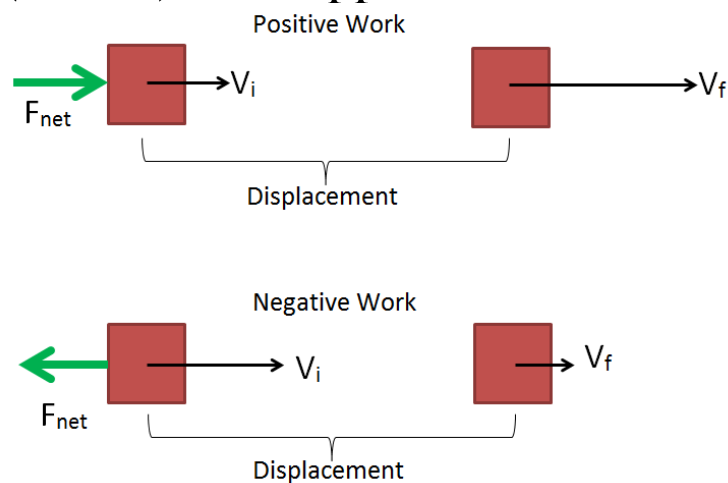 Positive Work
Vi
Vf
Fnet
Displacement
Negative Work
Vi
Vf
Fnet
Displacement